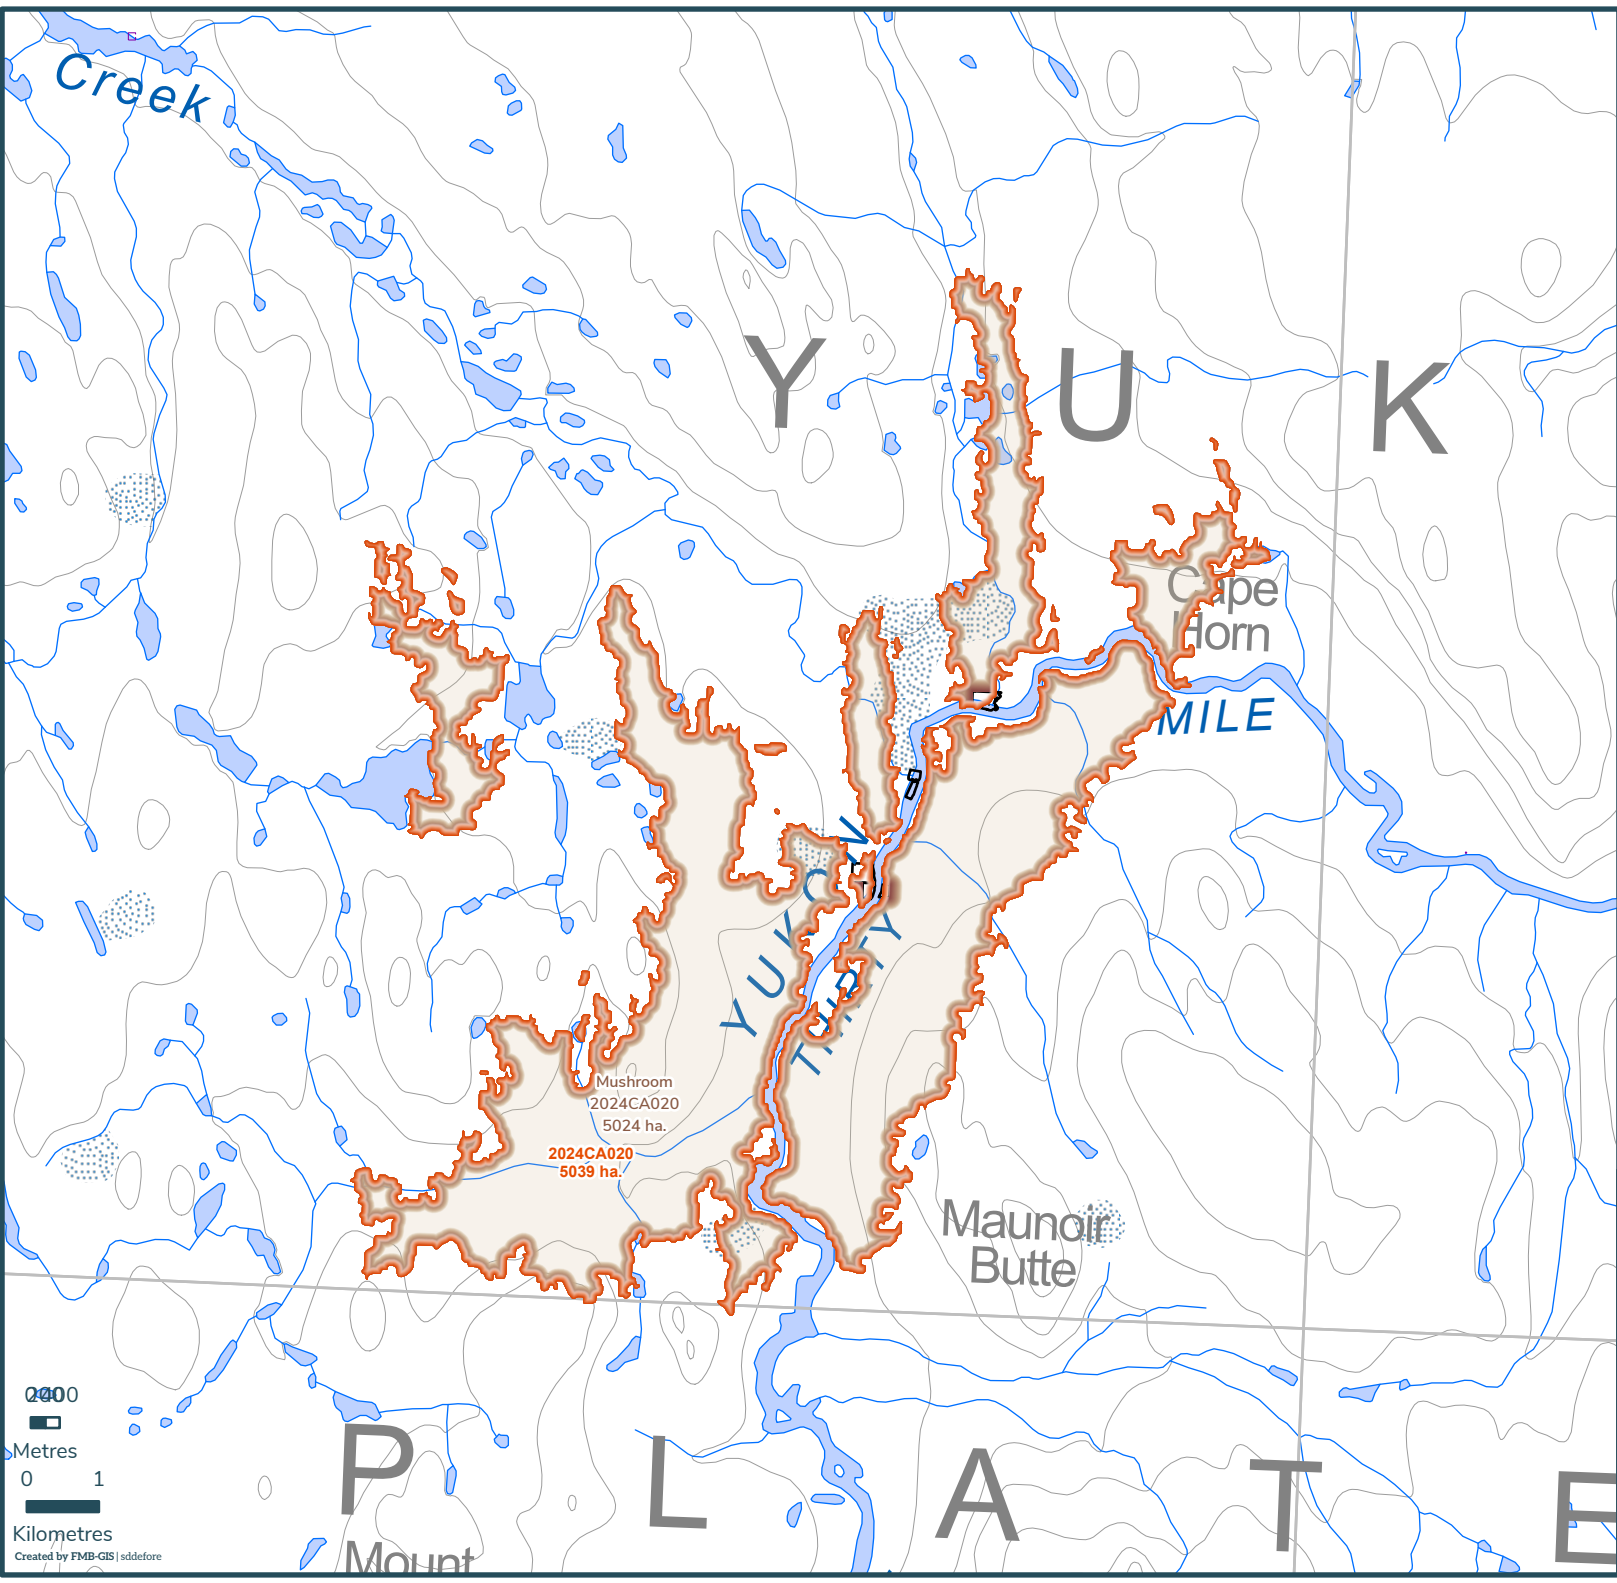 Creek
Y U K
Cape
Horn
MILE
YUKON
THIRTY
Mushroom
2024CA020
5024 ha.
2024CA020
5039 ha.
Maunoir
Butte
Metres
0 1
Kilometres
Created by FMB-GIS | sddefore
P L A T E
Mount